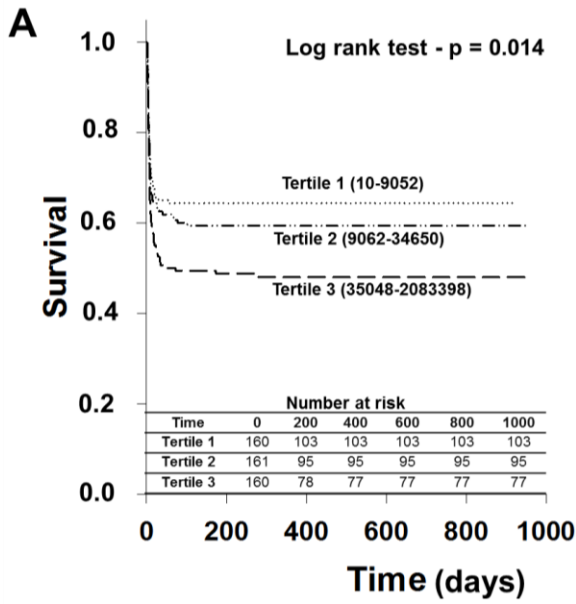 A
Log rank test - p = 0.014
Survival
1.0
0.8
0.6
0.4
0.2
0.0
Tertile 1 (10-9052)
Tertile 2 (9062-34650)
Tertile 3 (35048-2083398)
Number at risk
Time 0 200 400 600 800 1000
Tertile 1 160 103 103 103 103 103
Tertile 2 161 95 95 95 95 95
Tertile 3 160 78 77 77 77 77
0 200 400 600 800 1000
Time (days)